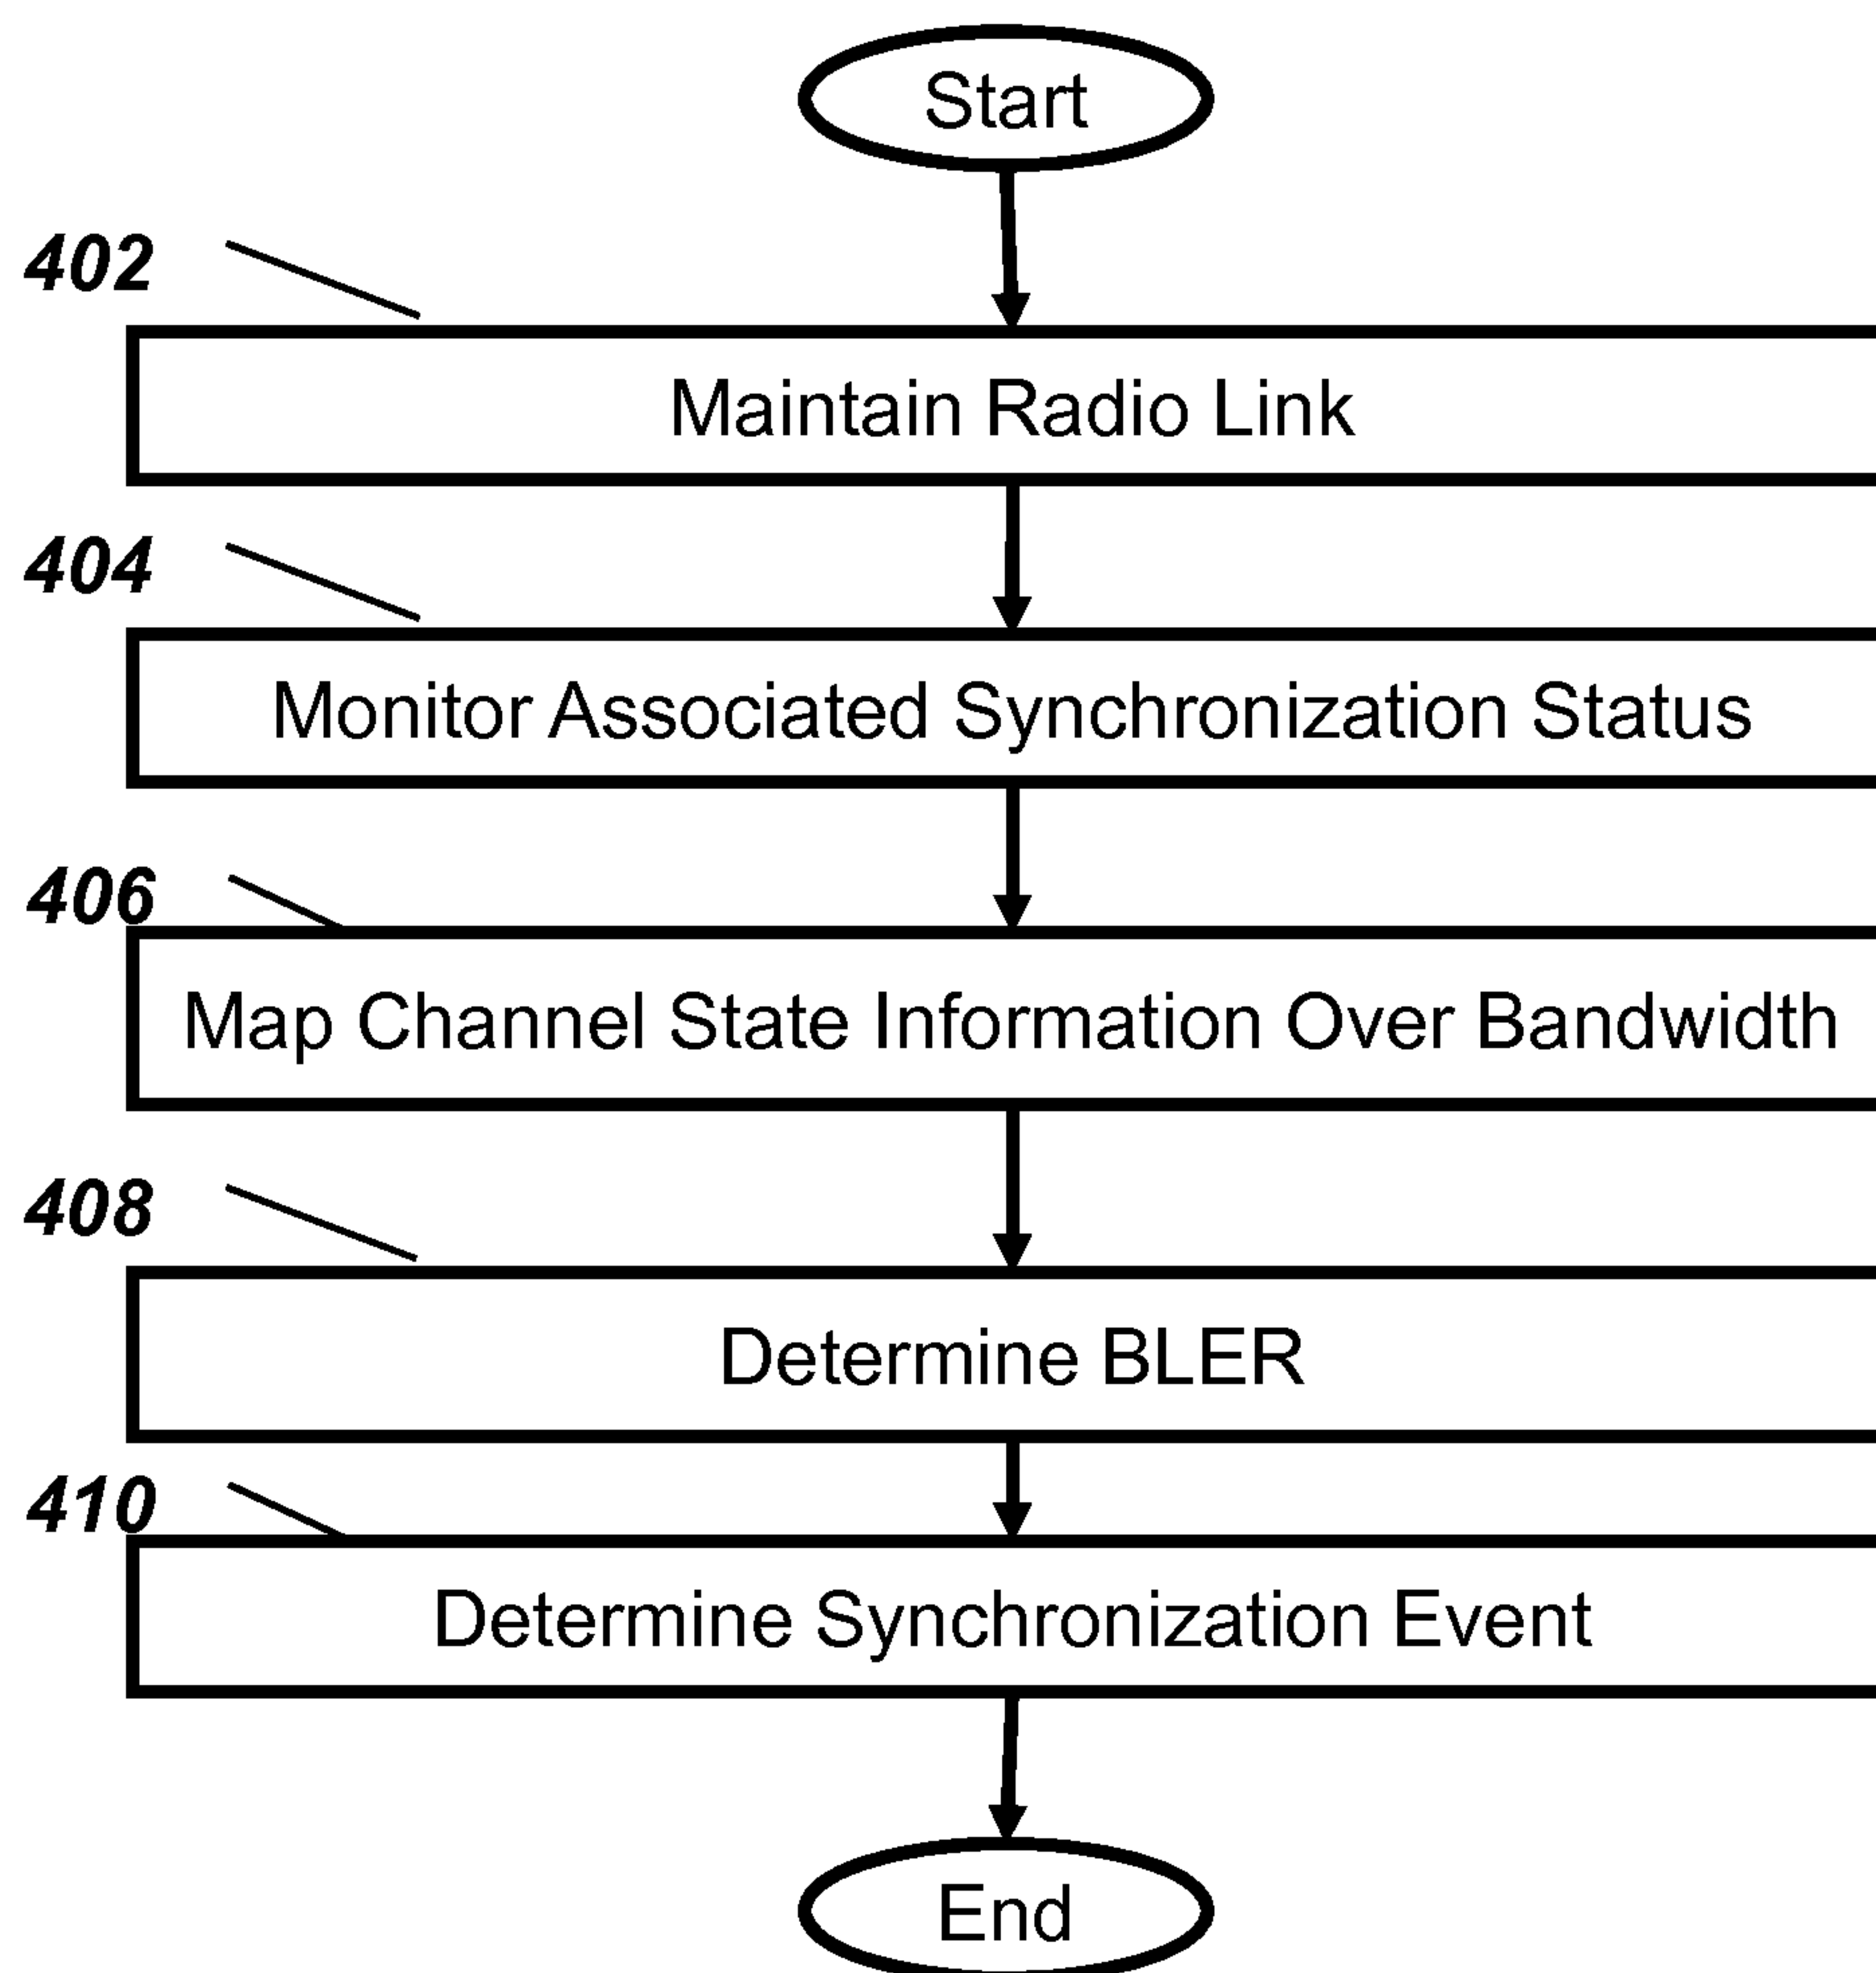 Start
402
Maintain Radio Link
404
Monitor Associated Synchronization Status
406
Map Channel State Information Over Bandwidth
408
Determine BLER
410
Determine Synchronization Event
End